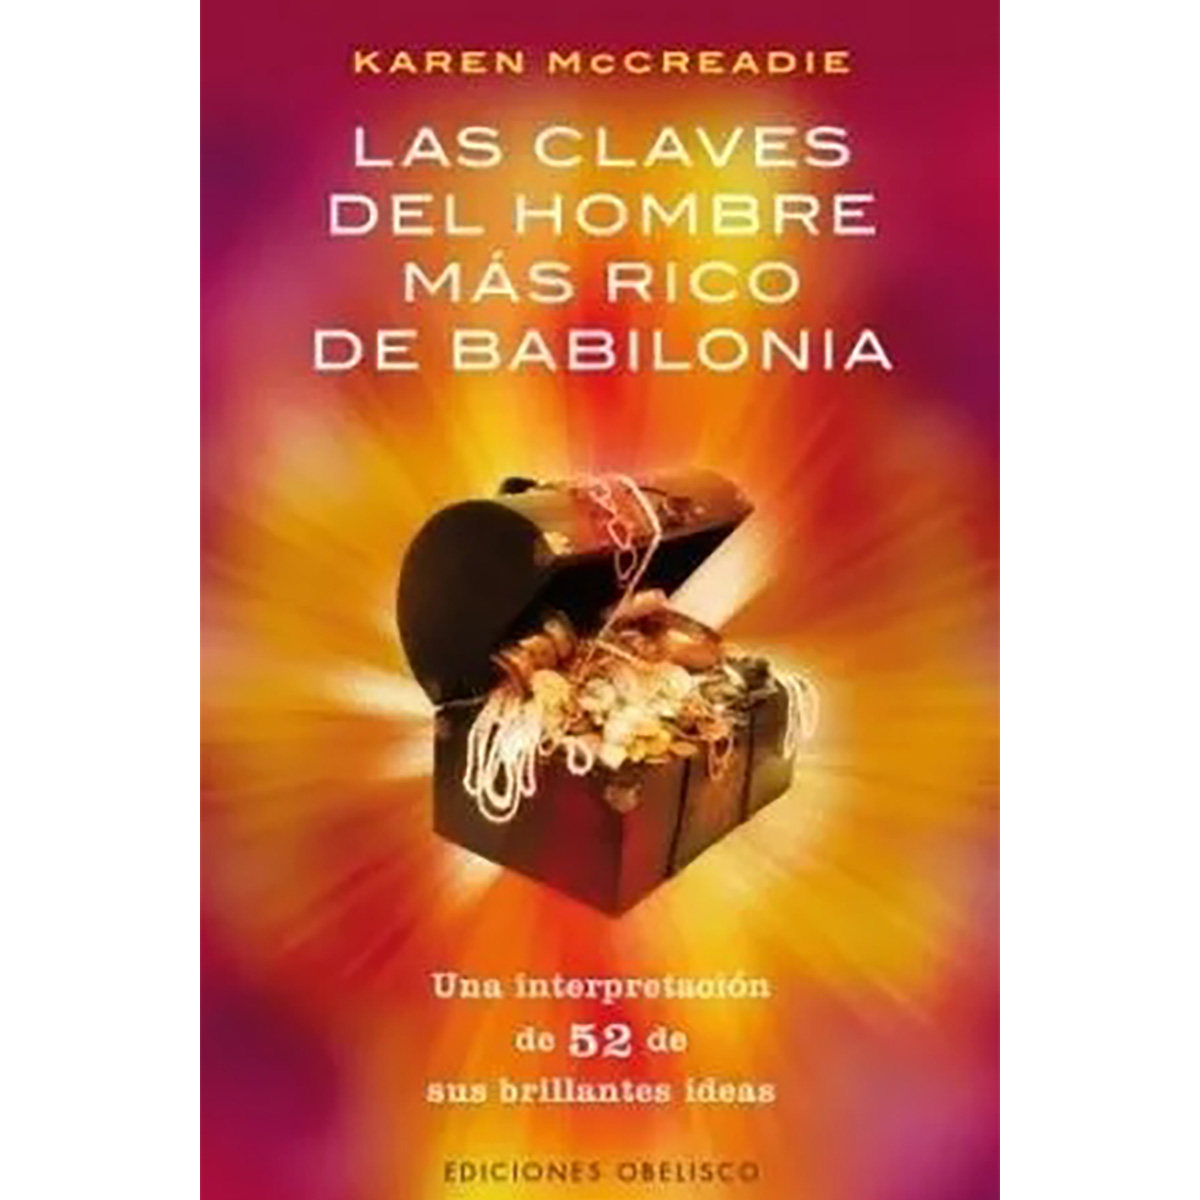 KAREN McCREADIE
LAS CLAVES
DEL HOMBRE
MÁS RICO
DE BABILONIA
Una interpretación
de 52 de
sus brillantes ideas
EDICIONES OBELISCO